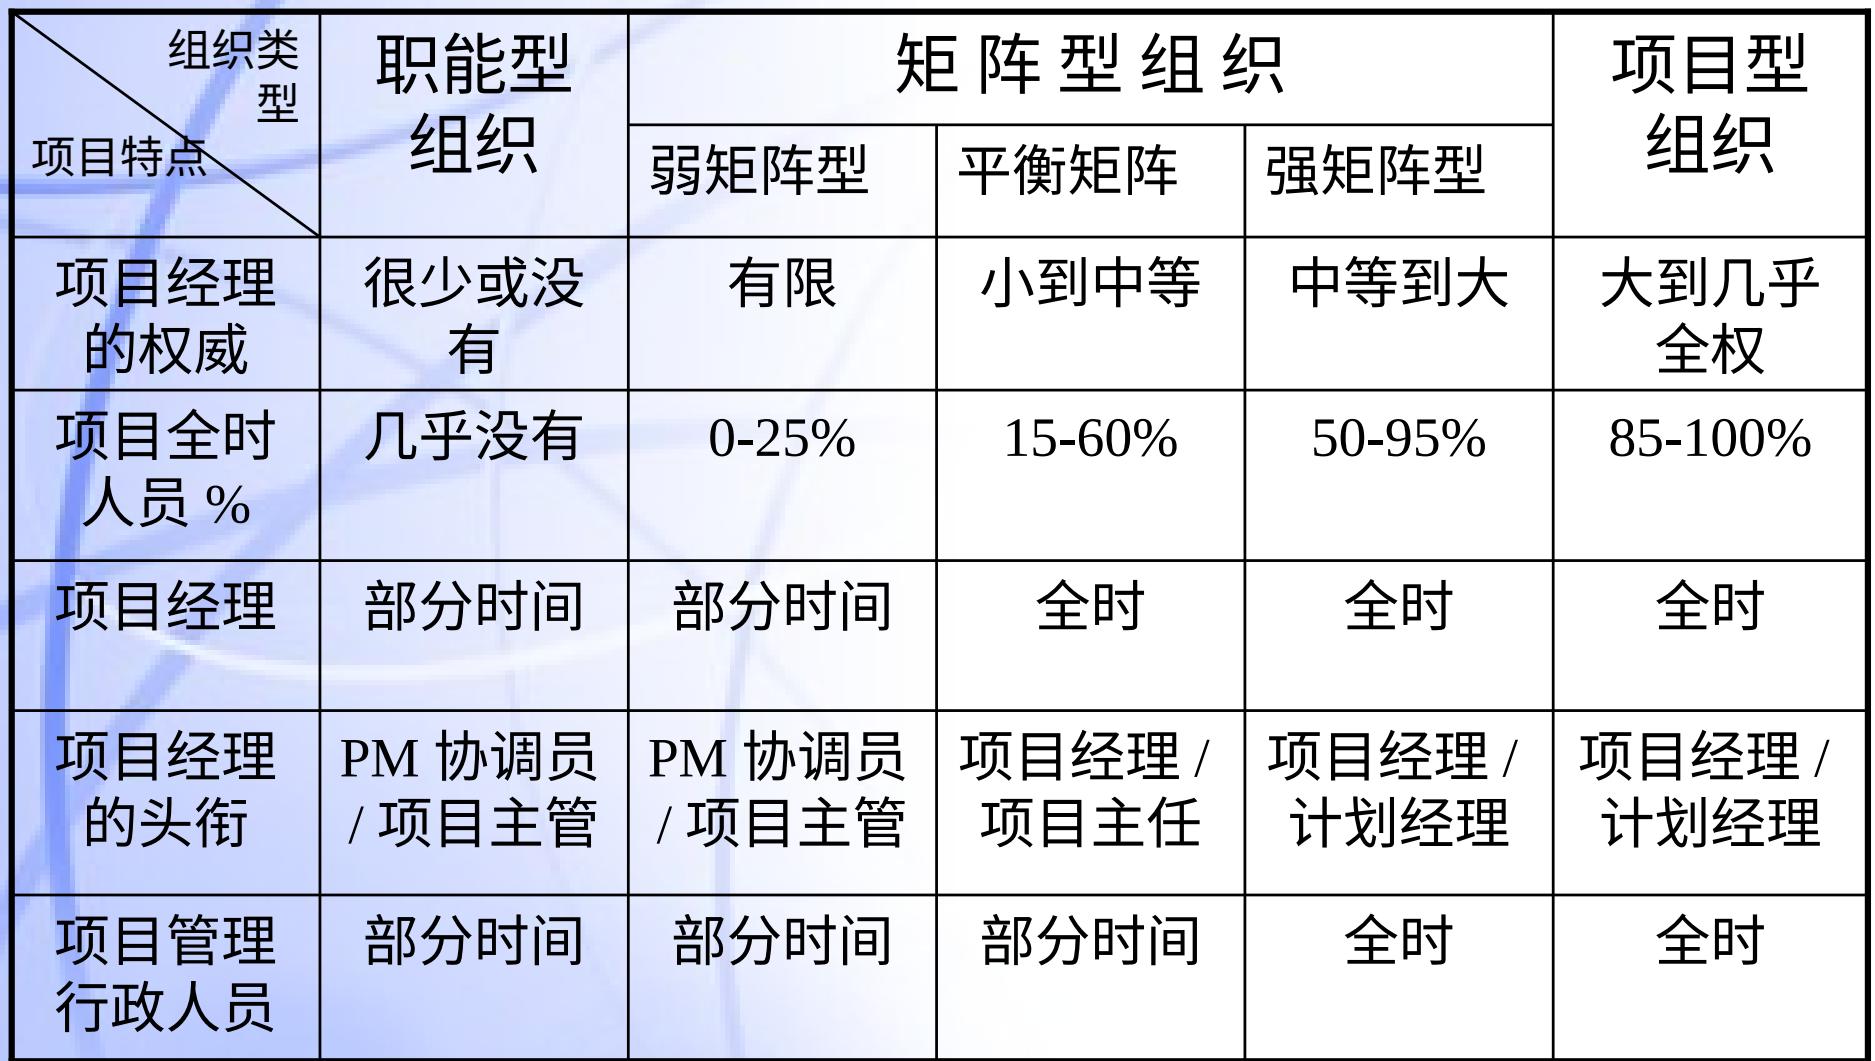 组织类
型
项目特点
职能型
组织
矩 阵 型 组 织
项目型
组织
弱矩阵型
平衡矩阵
强矩阵型
项目经理
的权威
很少或没
有
有限
小到中等
中等到大
大到几乎
全权
项目全时
人员 %
几乎没有
0-25%
15-60%
50-95%
85-100%
项目经理
部分时间
部分时间
全时
全时
全时
项目经理
的头衔
PM 协调员
/ 项目主管
PM 协调员
/ 项目主管
项目经理 /
项目主任
项目经理 /
计划经理
项目经理 /
计划经理
项目管理
行政人员
部分时间
部分时间
部分时间
全时
全时